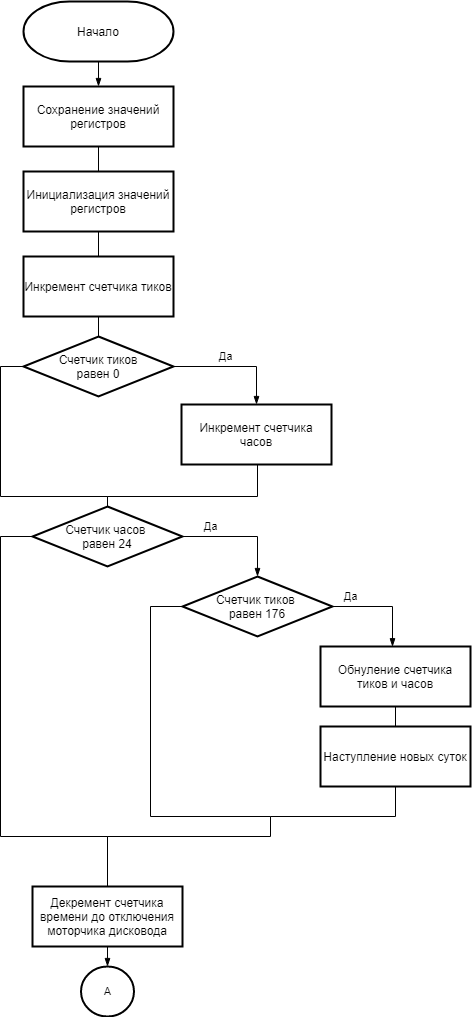 Начало
Сохранение значений
регистров
Инициализация значений
регистров
Инкремент счетчика тиков
Счетчик тиков
равен 0
Да
Инкремент счетчика
часов
Счетчик часов
равен 24
Да
Счетчик тиков
равен 176
Да
Обнуление счетчика
тиков и часов
Наступление новых суток
Декремент счетчика
времени до отключения
моторчика дисковода
А